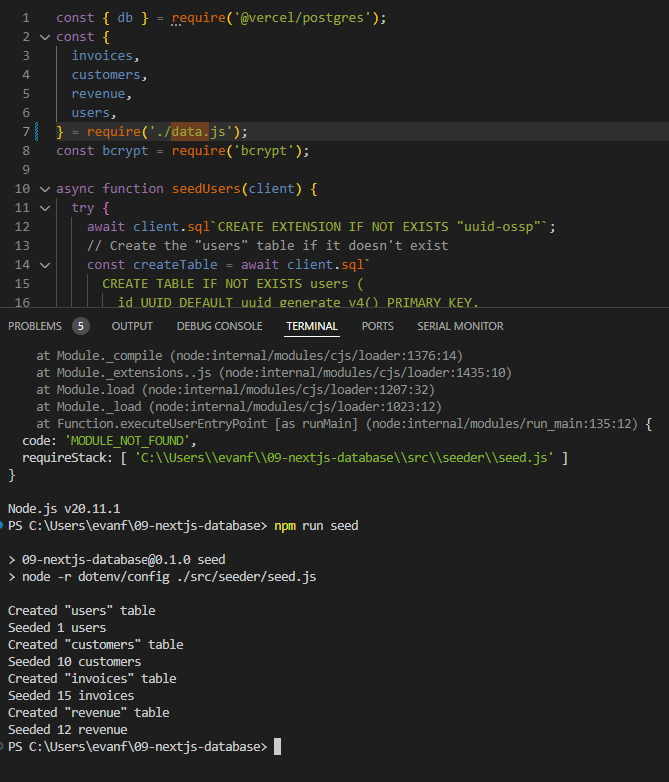 1 const { db } = require('@vercel/postgres');
2 const {
3 invoices,
4 customers,
5 revenue,
6 users,
7 } = require('./data.js');
8 const bcrypt = require('bcrypt');
9
10 async function seedUsers(client) {
11 try {
12 await client.sql`CREATE EXTENSION IF NOT EXISTS "uuid-ossp"`;
13 // Create the "users" table if it doesn't exist
14 const createTable = await client.sql`
15 CREATE TABLE IF NOT EXISTS users (
16 id UUID DEFAULT uuid_generate_v4() PRIMARY KEY,
PROBLEMS 5 OUTPUT DEBUG CONSOLE TERMINAL PORTS SERIAL MONITOR
at Module._compile (node:internal/modules/cjs/loader:1376:14)
at Module._extensions..js (node:internal/modules/cjs/loader:1435:10)
at Module.load (node:internal/modules/cjs/loader:1207:32)
at Module._load (node:internal/modules/cjs/loader:1023:12)
at Function.executeUserEntryPoint [as runMain] (node:internal/modules/run_main:135:12) {
code: 'MODULE_NOT_FOUND',
requireStack: [ 'C:\\Users\\evanf\\09-nextjs-database\\src\\seeder\\seed.js' ]
}
Node.js v20.11.1
PS C:\Users\evanf\09-nextjs-database> npm run seed
> 09-nextjs-database@0.1.0 seed
> node -r dotenv/config ./src/seeder/seed.js
Created "users" table
Seeded 1 users
Created "customers" table
Seeded 10 customers
Created "invoices" table
Seeded 15 invoices
Created "revenue" table
Seeded 12 revenue
PS C:\Users\evanf\09-nextjs-database>